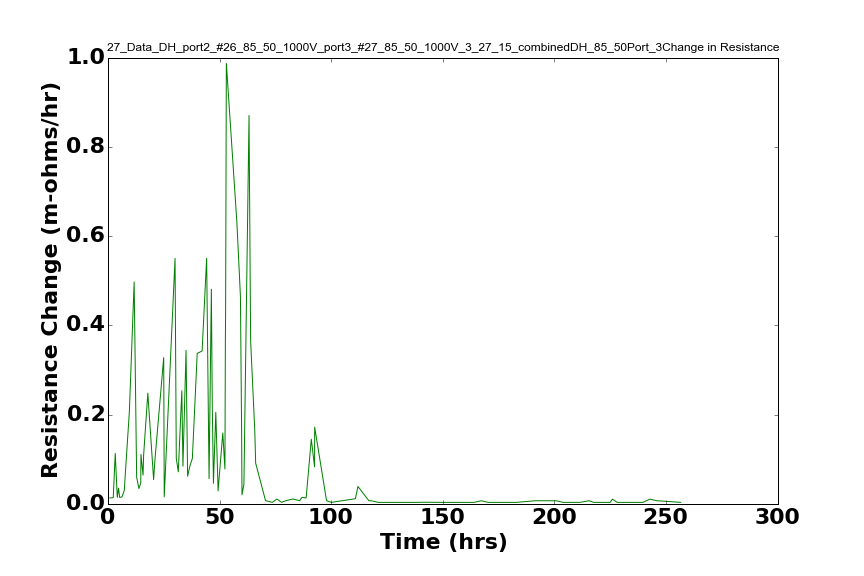 27_Data_DH_port2_#26_85_50_1000V_port3_#27_85_50_1000V_3_27_15_combinedDH_85_50Port_3Change in Resistance
1.0
0.8
0.6
0.4
0.2
0.0
Resistance Change (m-ohms/hr)
0 50 100 150 200 250 300
Time (hrs)